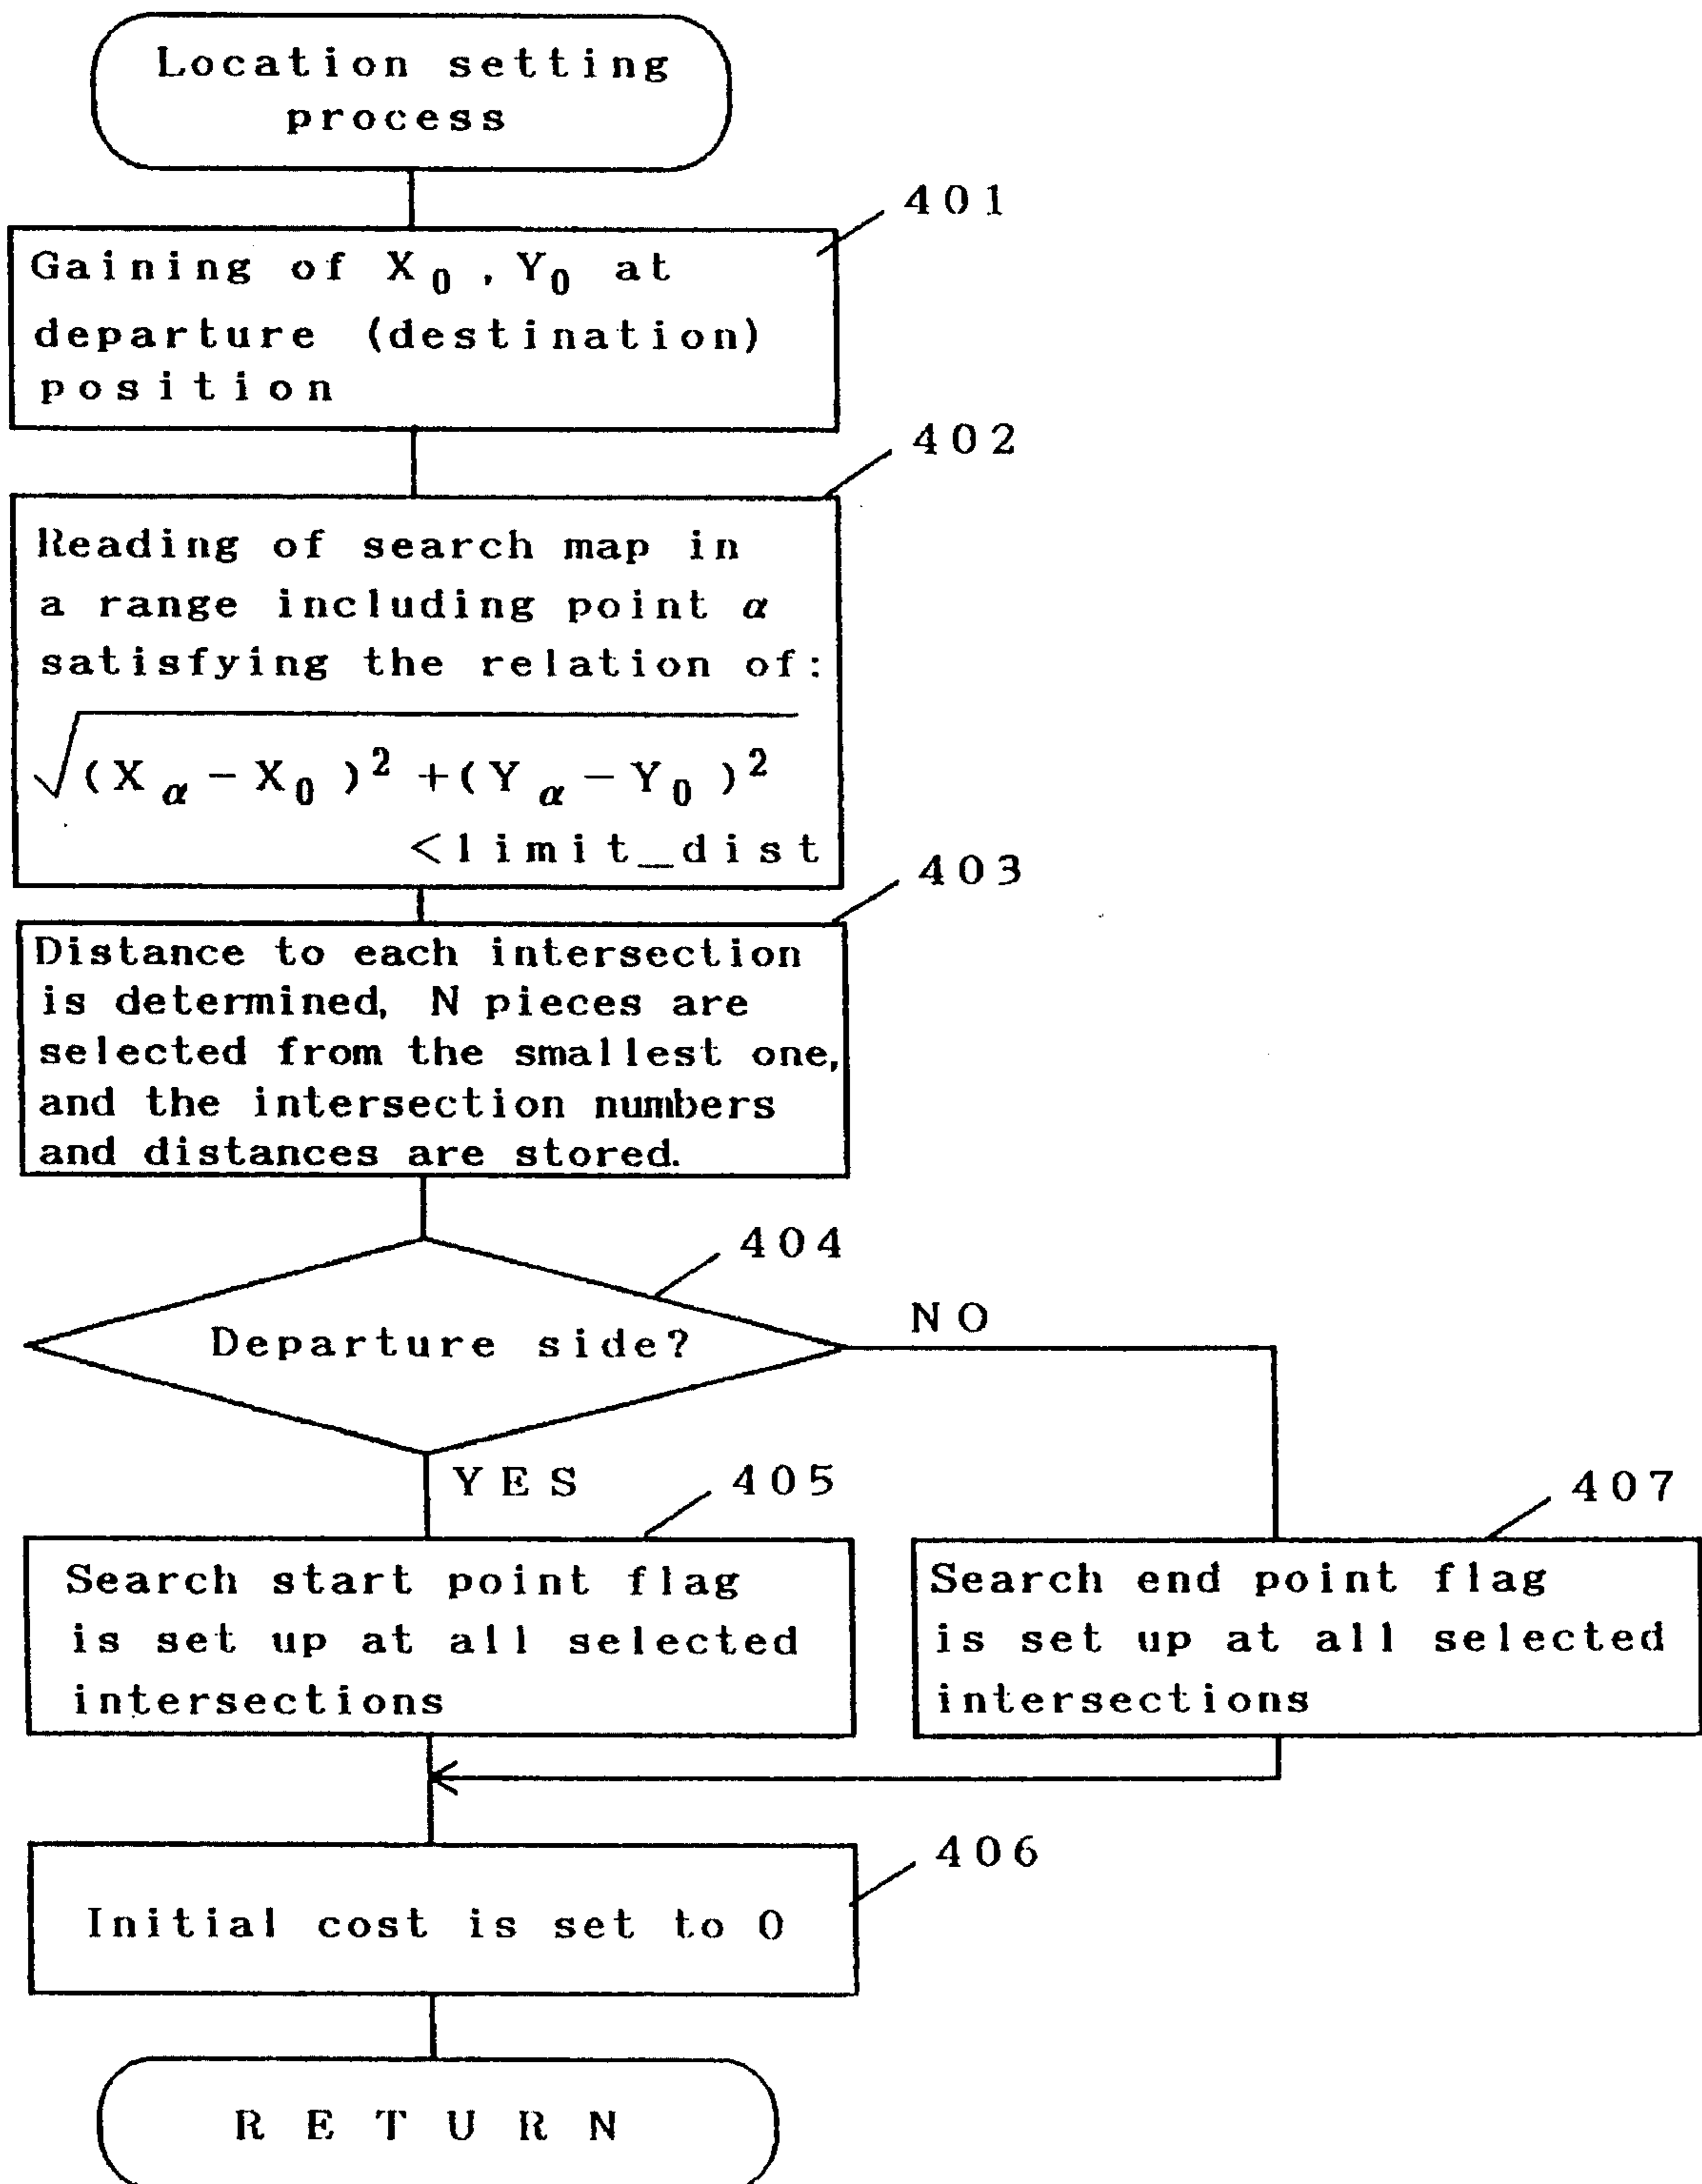 Location setting
process
401
Gaining of X₀, Y₀ at
departure (destination)
position
402
Reading of search map in
a range including point α
satisfying the relation of:
√(X_α − X₀)² + (Y_α − Y₀)²
<limit_dist
403
Distance to each intersection
is determined, N pieces are
selected from the smallest one,
and the intersection numbers
and distances are stored.
404
Departure side?
NO
YES
405
407
Search start point flag
is set up at all selected
intersections
Search end point flag
is set up at all selected
intersections
406
Initial cost is set to 0
RETURN